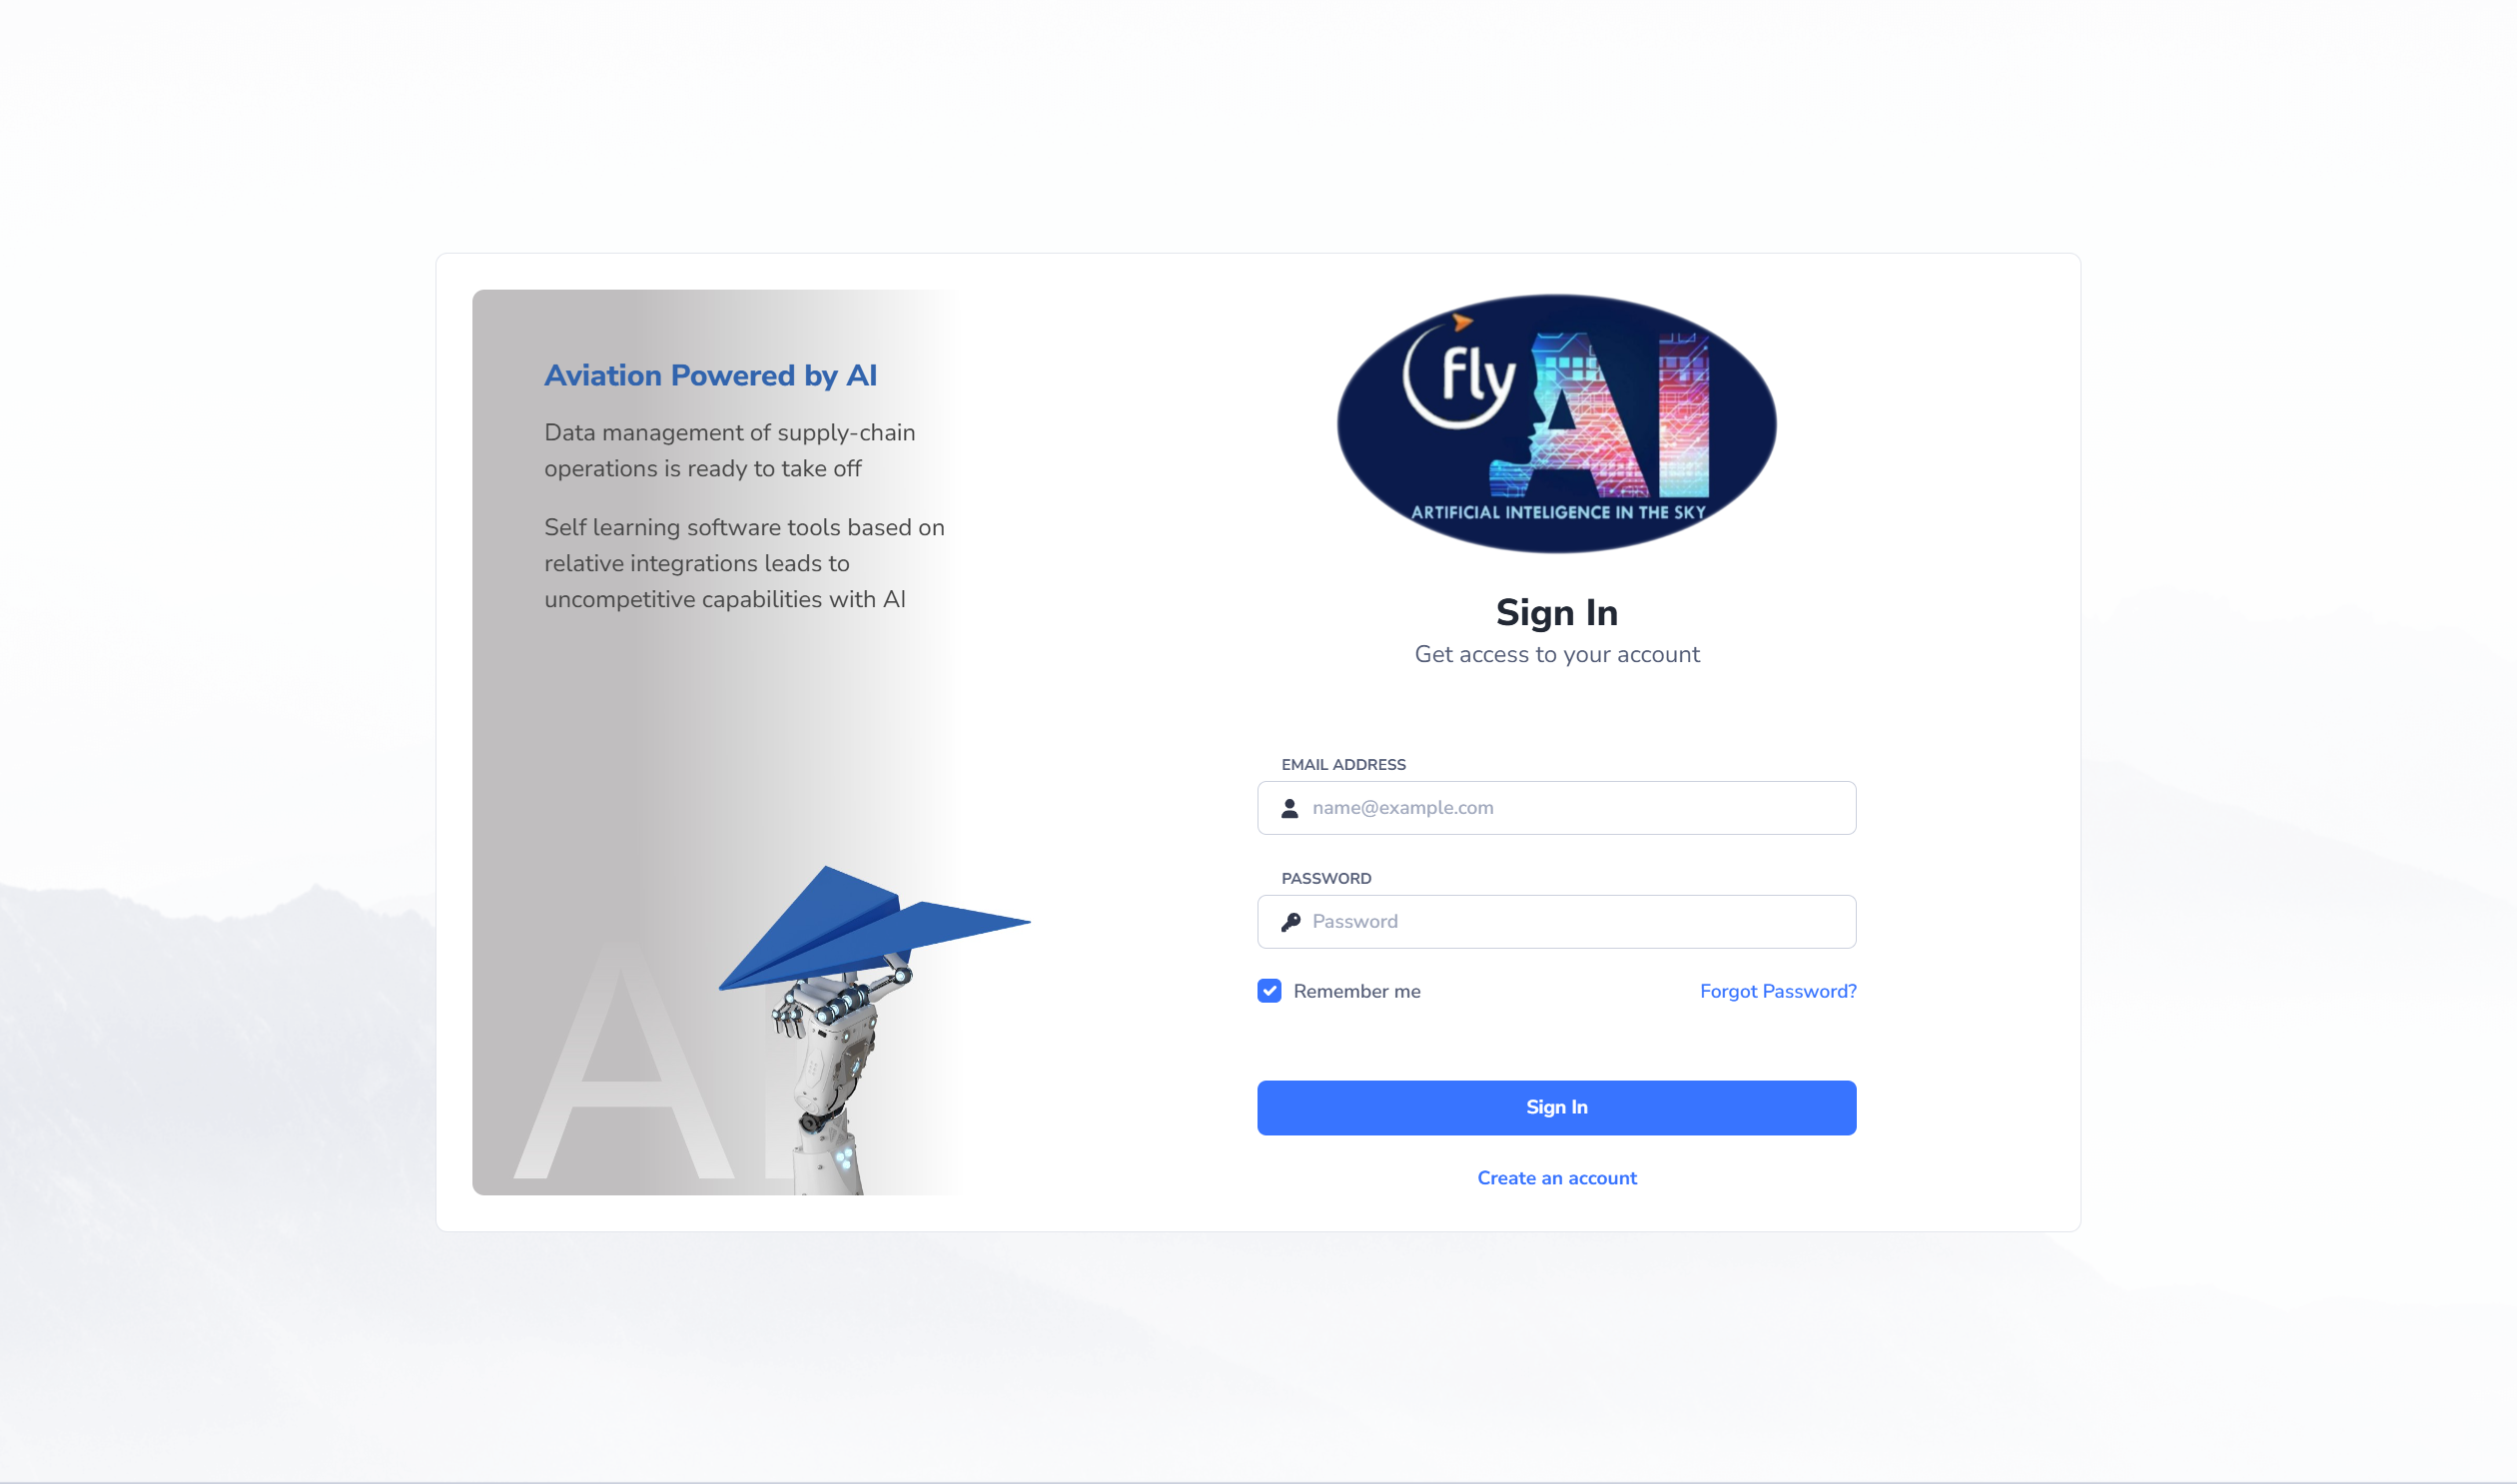 Aviation Powered by AI
Data management of supply-chain
operations is ready to take off
Self learning software tools based on
relative integrations leads to
uncompetitive capabilities with AI
AI
fly AI
ARTIFICIAL INTELIGENCE IN THE SKY
Sign In
Get access to your account
EMAIL ADDRESS
name@example.com
PASSWORD
Password
Remember me
Forgot Password?
Sign In
Create an account